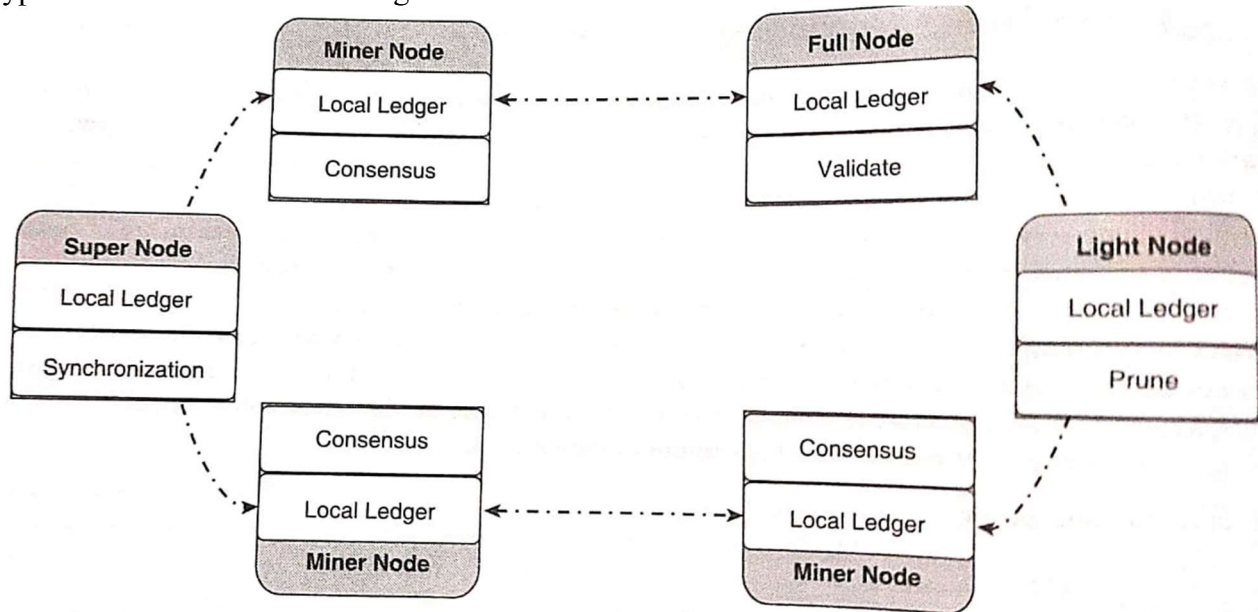 Miner Node
Local Ledger
Consensus
Full Node
Local Ledger
Validate
Super Node
Local Ledger
Synchronization
Light Node
Local Ledger
Prune
Consensus
Local Ledger
Miner Node
Consensus
Local Ledger
Miner Node